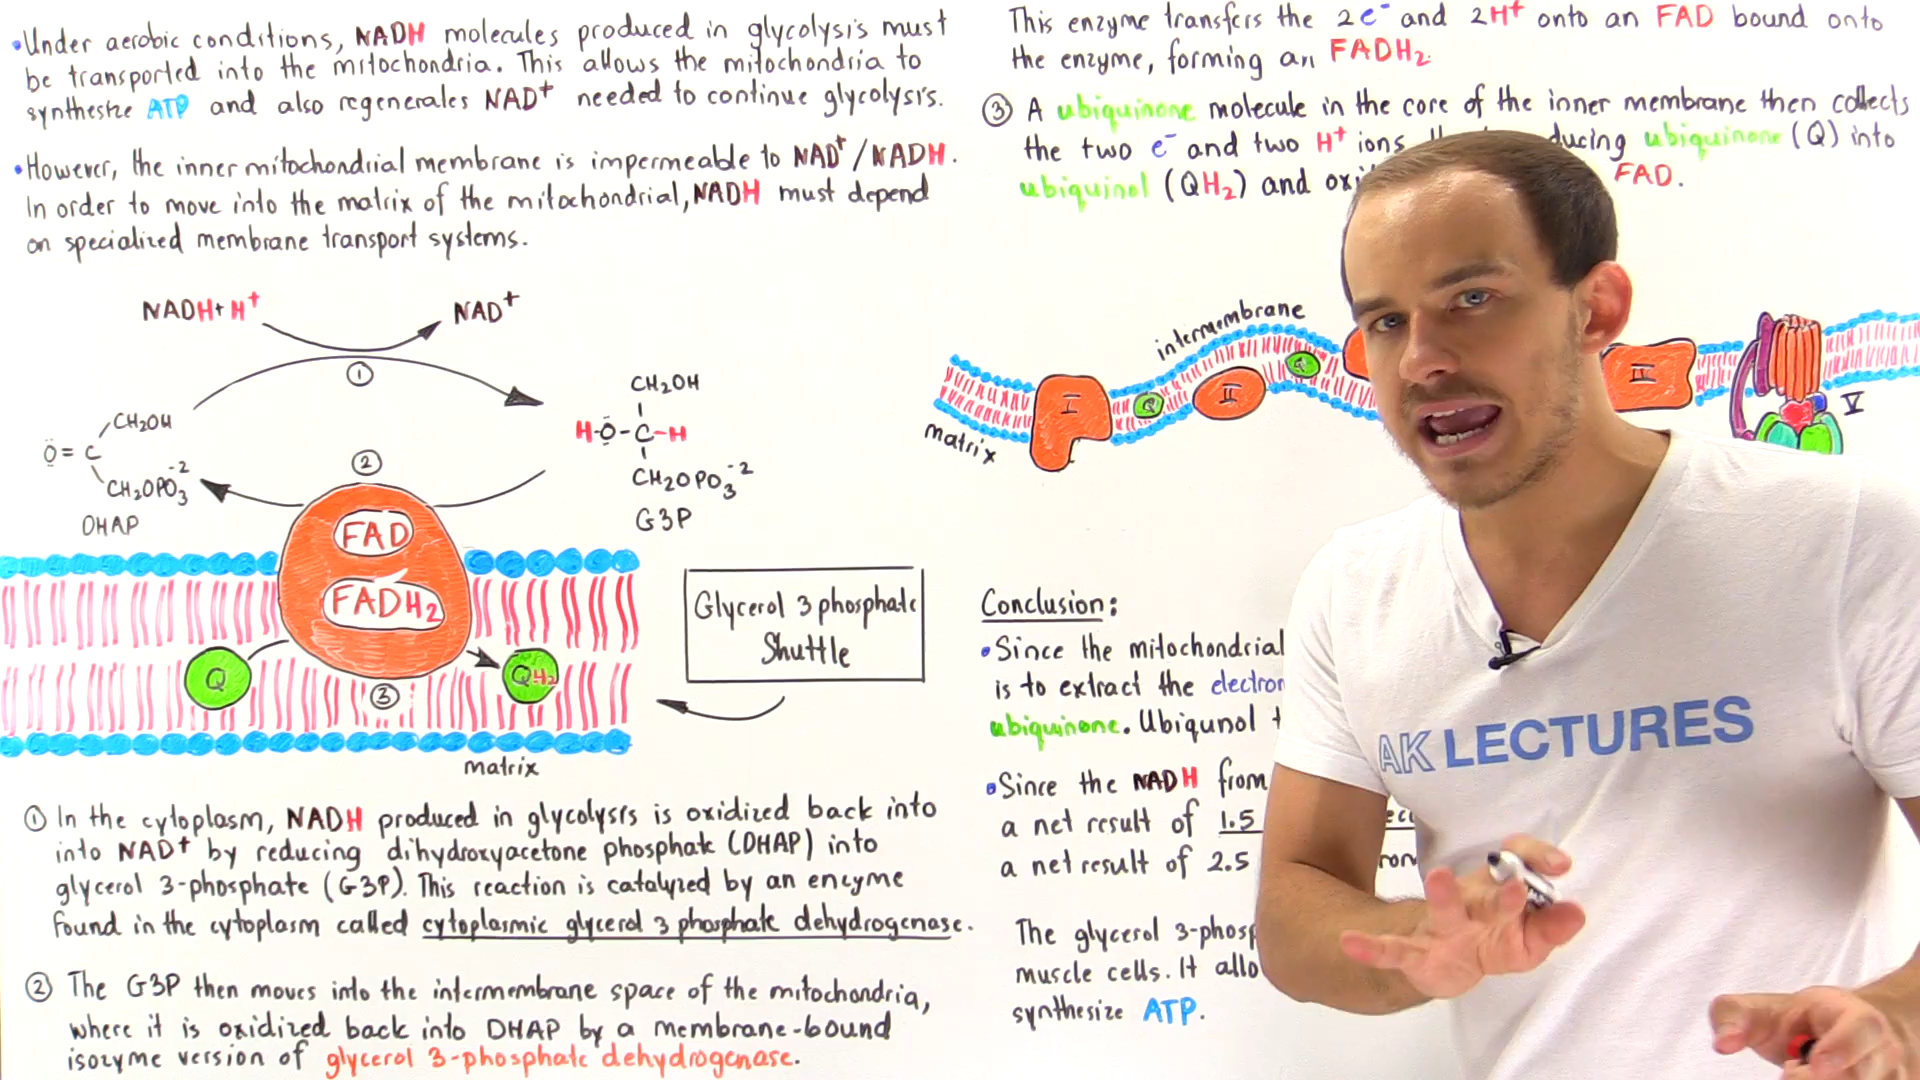 •Under aerobic conditions, NADH molecules produced in glycolysis must
be transported into the mitochondria. This allows the mitochondria to
synthesize ATP and also regenerates NAD+ needed to continue glycolysis.
•However, the inner mitochondrial membrane is impermeable to NAD+/NADH.
In order to move into the matrix of the mitochondrial, NADH must depend
on specialized membrane transport systems.
NADH+H+
NAD+
①
CH2OH
Ö=C
CH2OPO3-2
DHAP
CH2OH
H-Ö-C-H
CH2OPO3-2
G3P
②
FAD
FADH2
Q
QH2
③
matrix
Glycerol 3 phosphate
Shuttle
① In the cytoplasm, NADH produced in glycolysis is oxidized back into
into NAD+ by reducing dihydroxyacetone phosphate (DHAP) into
glycerol 3-phosphate (G3P). This reaction is catalyzed by an enzyme
found in the cytoplasm called cytoplasmic glycerol 3 phosphate dehydrogenase.
② The G3P then moves into the intermembrane space of the mitochondria,
where it is oxidized back into DHAP by a membrane-bound
isozyme version of glycerol 3-phosphate dehydrogenase.
This enzyme transfers the 2e- and 2H+ onto an FAD bound onto
the enzyme, forming an FADH2.
③ A ubiquinone molecule in the core of the inner membrane then collects
the two e- and two H+ ions, ducing ubiquinone (Q) into
ubiquinol (QH2) and oxi FAD.
intermembrane
matrix
I
Q
II
Q
III
V
Conclusion:
•Since the mitochondrial
is to extract the electron
ubiquinone. Ubiqunol t
•Since the NADH from
a net result of 1.5 ec
a net result of 2.5 ron
The glycerol 3-phosp
muscle cells. It allo
synthesize ATP.
AK LECTURES